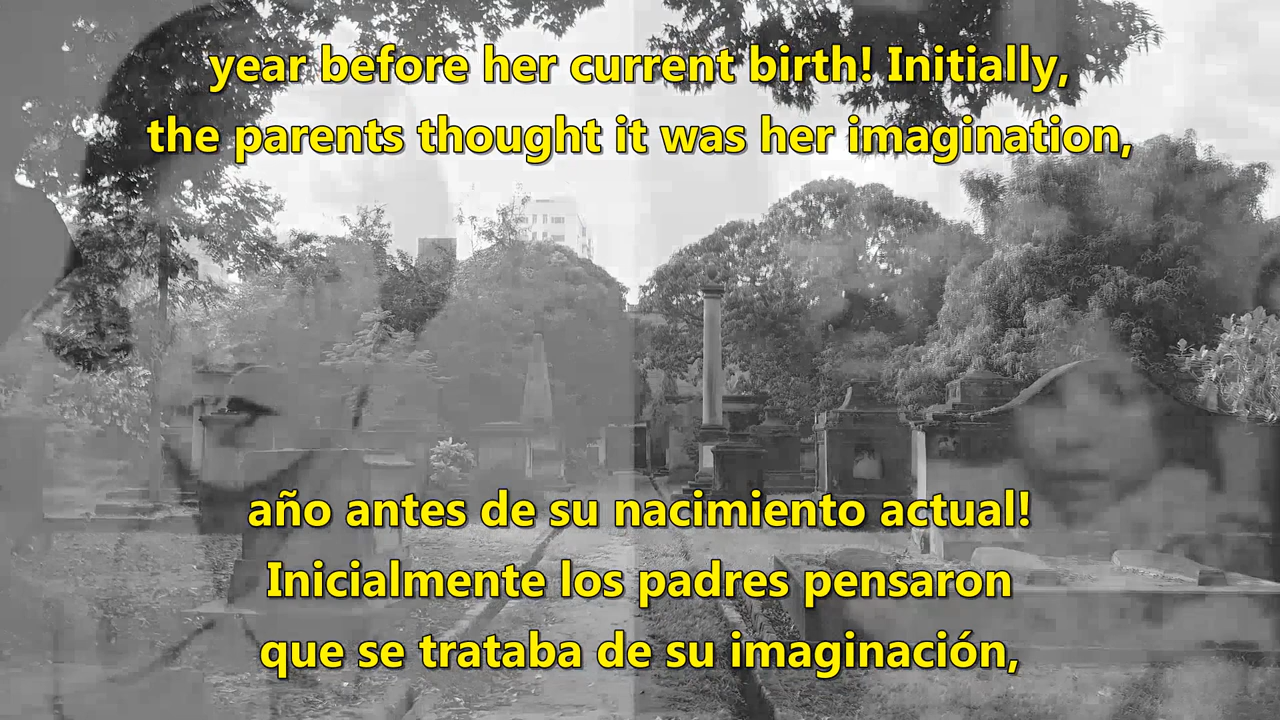 year before her current birth! Initially,
the parents thought it was her imagination,
año antes de su nacimiento actual!
Inicialmente los padres pensaron
que se trataba de su imaginación,